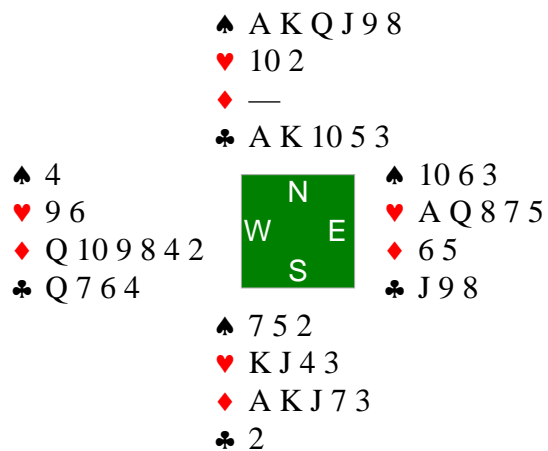 ♠ A K Q J 9 8
♥ 10 2
♦ —
♣ A K 10 5 3
♠ 4
♥ 9 6
♦ Q 10 9 8 4 2
♣ Q 7 6 4
N
W E
S
♠ 10 6 3
♥ A Q 8 7 5
♦ 6 5
♣ J 9 8
♠ 7 5 2
♥ K J 4 3
♦ A K J 7 3
♣ 2